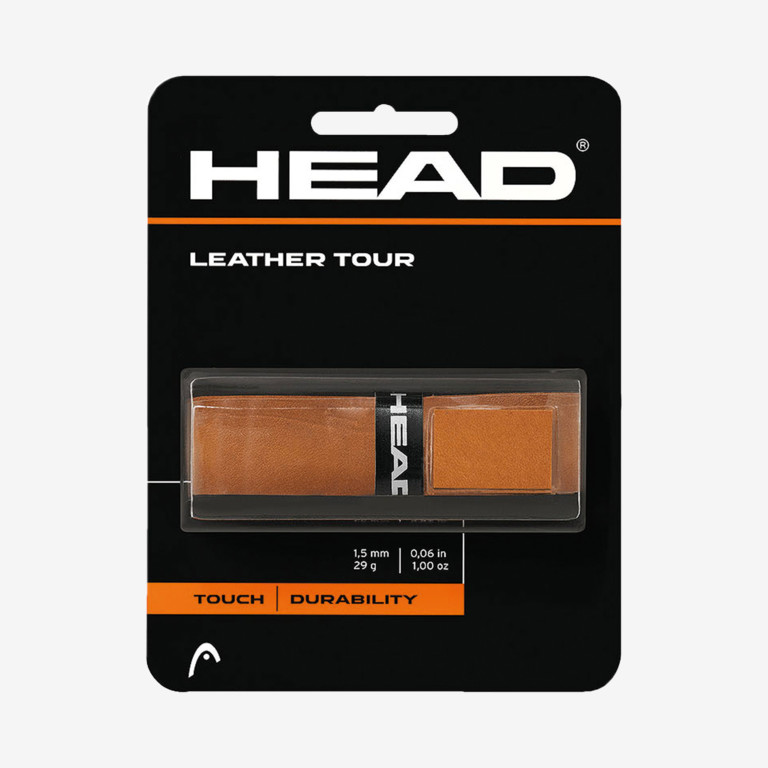 HEAD®
LEATHER TOUR
HEAD
1,5 mm | 0,06 in
29 g | 1,00 oz
TOUCH | DURABILITY